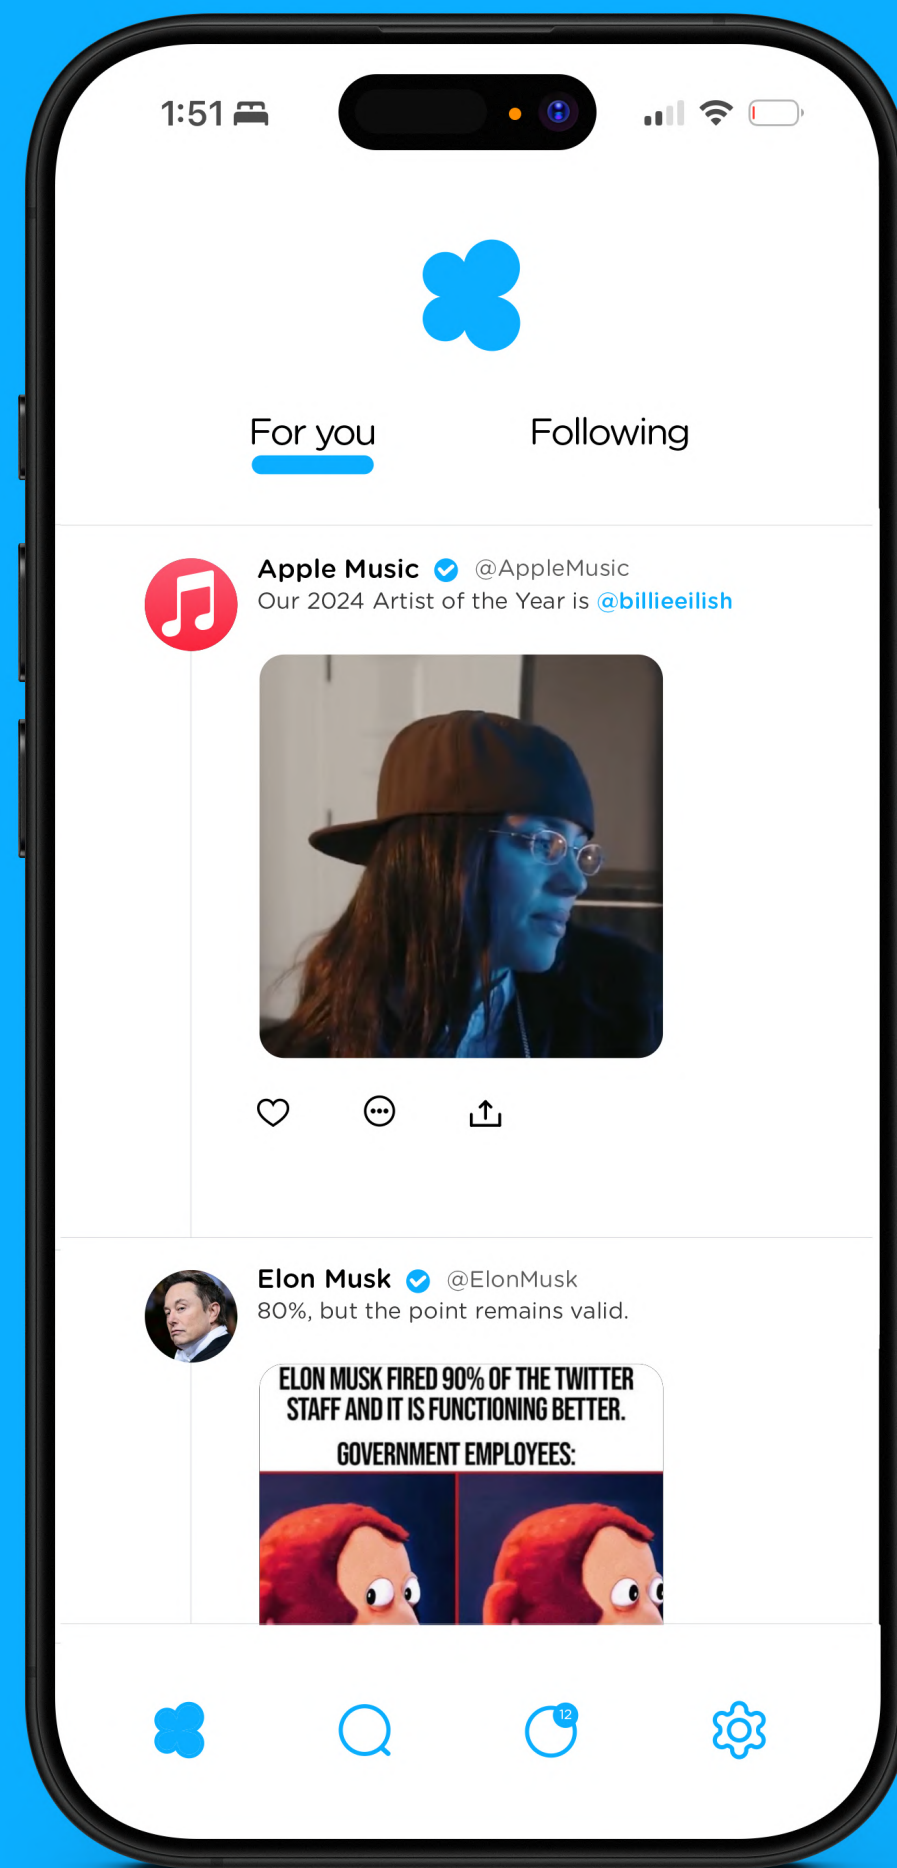 1:51
For you
Following
Apple Music @AppleMusic
Our 2024 Artist of the Year is @billieeilish
Elon Musk @ElonMusk
80%, but the point remains valid.
ELON MUSK FIRED 90% OF THE TWITTER
STAFF AND IT IS FUNCTIONING BETTER.
GOVERNMENT EMPLOYEES:
12